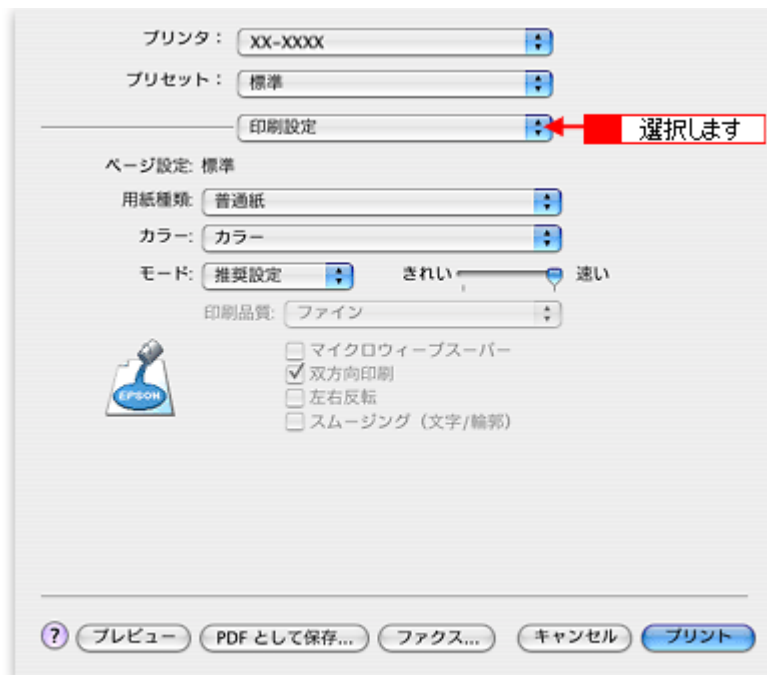 プリンタ： XX-XXXX
プリセット： 標準
印刷設定 選択します
ページ設定: 標準
用紙種類: 普通紙
カラー: カラー
モード: 推奨設定 きれい 速い
印刷品質: ファイン
マイクロウィーブスーパー
双方向印刷
左右反転
スムージング（文字/輪郭）
EPSON
? プレビュー PDF として保存... ファクス... キャンセル プリント